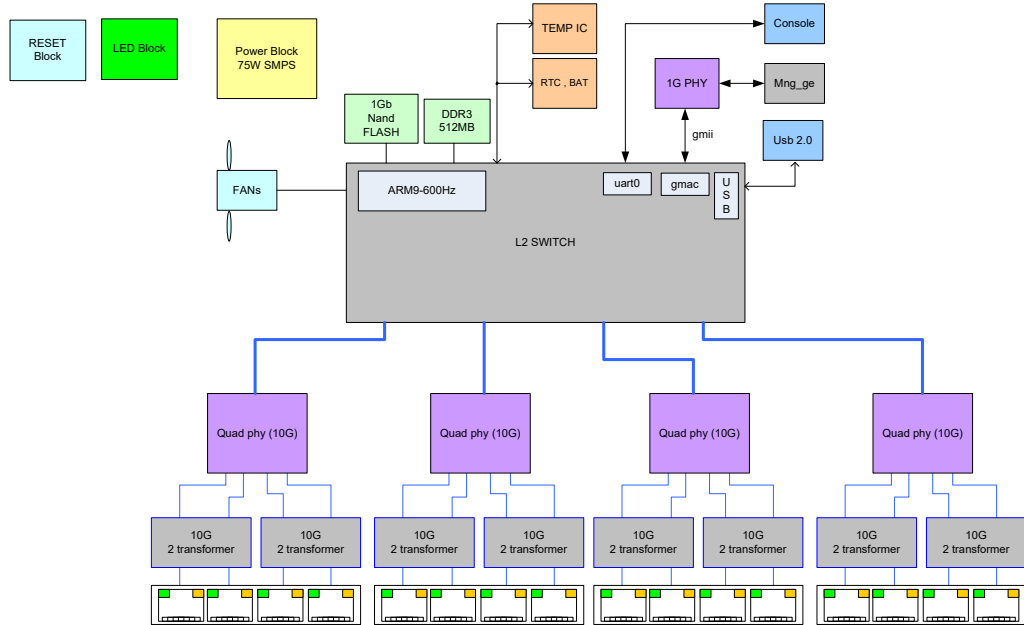 RESET
Block
LED Block
Power Block
75W SMPS
TEMP IC
RTC , BAT
Console
1G PHY
Mng_ge
gmii
Usb 2.0
1Gb
Nand
FLASH
DDR3
512MB
FANs
ARM9-600Hz
uart0
gmac
U
S
B
L2 SWITCH
Quad phy (10G)
Quad phy (10G)
Quad phy (10G)
Quad phy (10G)
10G
2 transformer
10G
2 transformer
10G
2 transformer
10G
2 transformer
10G
2 transformer
10G
2 transformer
10G
2 transformer
10G
2 transformer